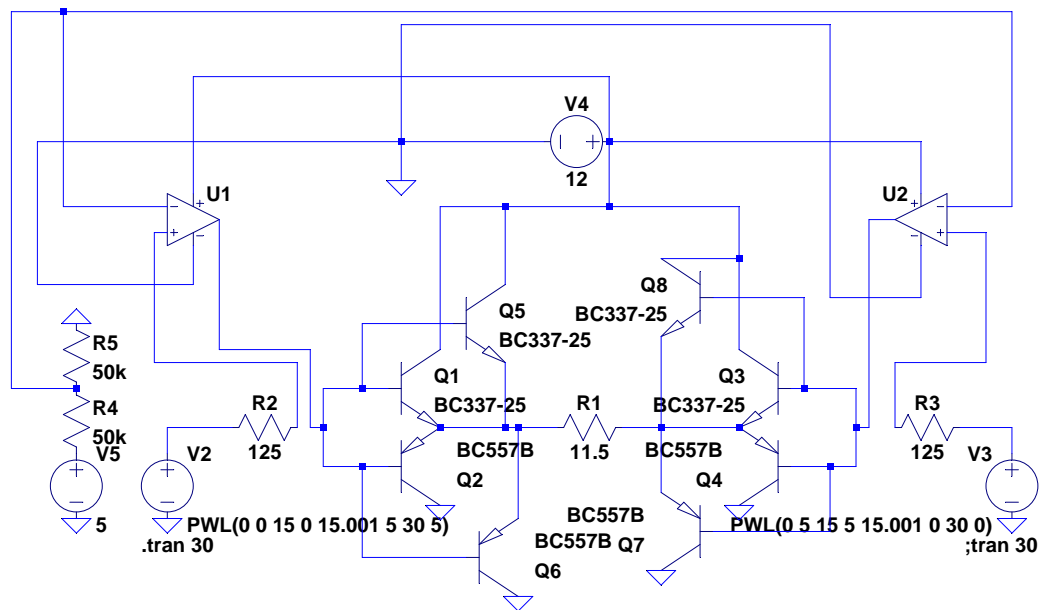 V4
12
U1
U2
Q8
BC337-25
Q5
BC337-25
R5
50k
Q1
BC337-25
Q3
BC337-25
R4
50k
R2
125
R1
11.5
R3
125
BC557B
Q2
BC557B
Q4
V5
5
V2
V3
PWL(0 0 15 0 15.001 5 30 5)
.tran 30
BC557B
Q6
BC557B
Q7
PWL(0 5 15 5 15.001 0 30 0)
;tran 30